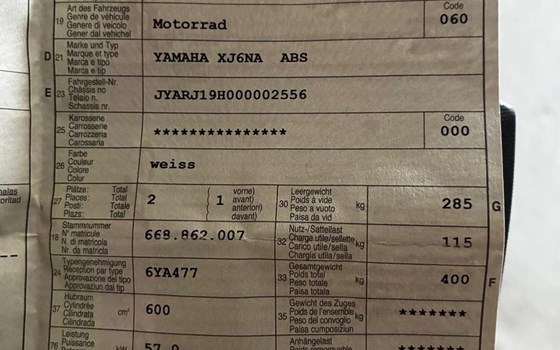 19 Art des Fahrzeugs
Genre de véhicule
Genere di veicolo
Gener dal vehichel
Motorrad
Code
060
D 21 Marke und Typ
Marque et type
Marca e tipo
Marca e tip
YAMAHA XJ6NA ABS
E 23 Fahrgestell-Nr.
Châssis no
Telaio n.
Schassis nr.
JYARJ19H000002556
25 Karosserie
Carrosserie
Carrozzeria
Carossaria
***************
Code
000
26 Farbe
Couleur
Colore
Colur
weiss
27 Plätze: Total
Places: Total
Posti: Totale
Plazs: Total
2 ( 1 vorne)
avant)
anteriori)
davant)
30 Leergewicht
Poids à vide
Peso a vuoto
Paisa da vid
kg 285 G
18 Stammnummer
N° matricule
N. di matricola
Nr. da matricla
668.862.007
32 Nutz-/Sattellast
Charge utile/sellette
Carico utile/sella
Chargia utila/sella
kg 115
24 Typengenehmigung
Réception par type
Approvazione del tipo
Approvaziun dal tip
6YA477
33 Gesamtgewicht
Poids total
Peso totale
Paisa totala
kg 400 F
37 Hubraum
Cylindrée
Cilindrata
Cilindrada
cm³ 600
35 Gewicht des Zuges
Poids de l'ensemble
Peso del convoglio
Paisa cumposiziun
kg *******
76 Leistung
Puissance
kW 57.0
Anhängelast
*******